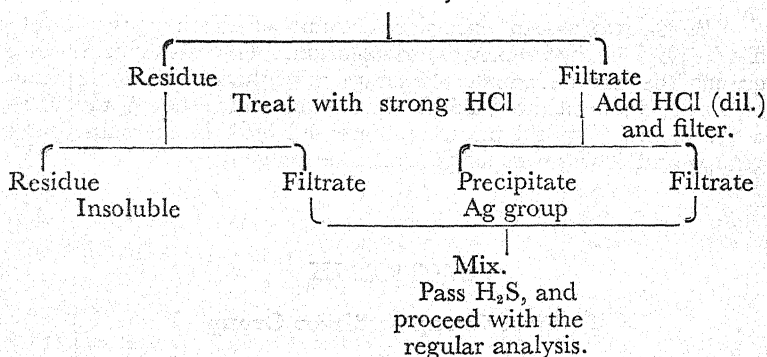 Residue Filtrate
Treat with strong HCl Add HCl (dil.)
and filter.
Residue Filtrate Precipitate Filtrate
Insoluble Ag group
Mix.
Pass H₂S, and
proceed with the
regular analysis.